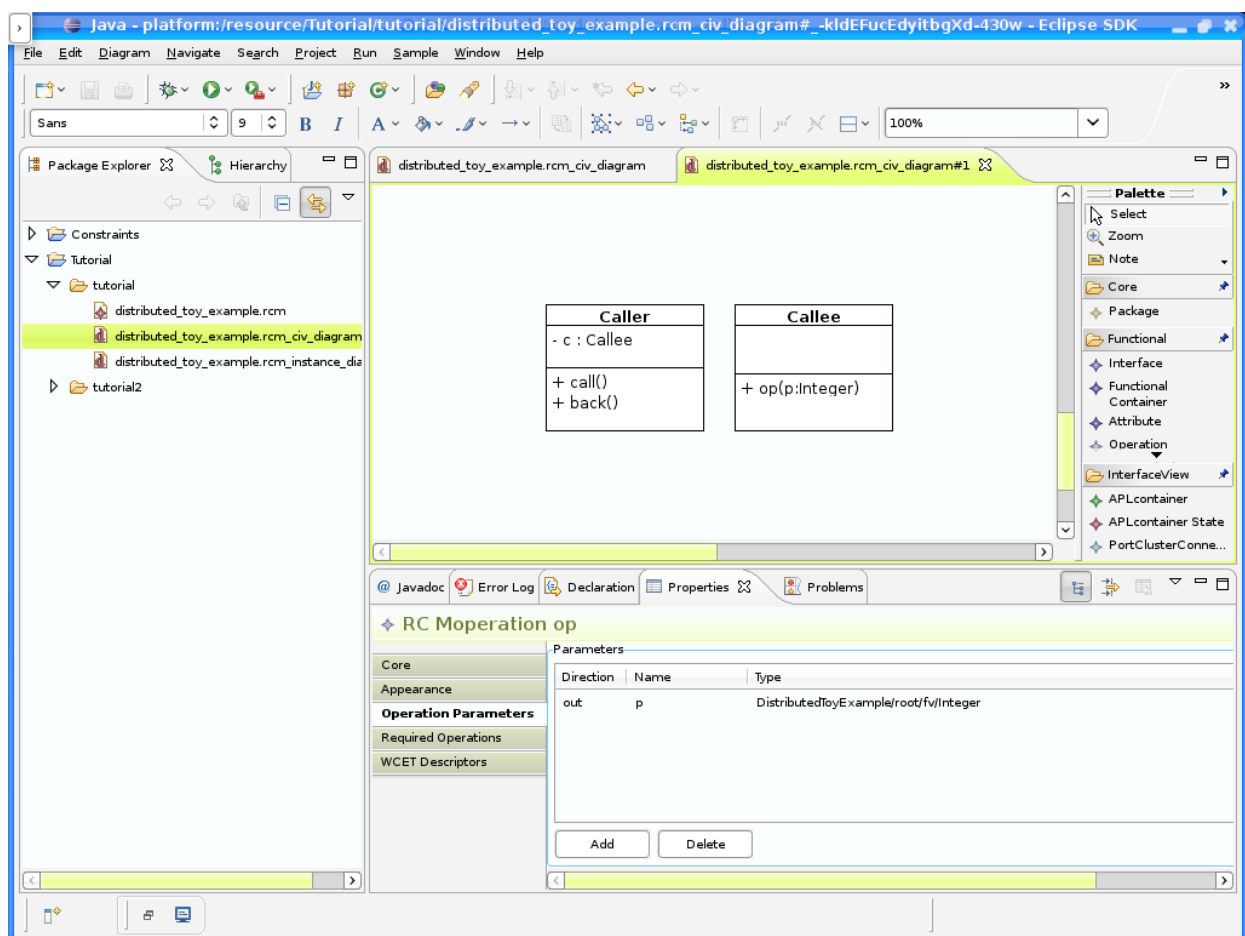 Java - platform:/resource/Tutorial/tutorial/distributed_toy_example.rcm_civ_diagram#_-kldEFucEdyitbgXd-430w - Eclipse SDK
File Edit Diagram Navigate Search Project Run Sample Window Help
Sans 9 B I A 100%
Package Explorer Hierarchy
distributed_toy_example.rcm_civ_diagram distributed_toy_example.rcm_civ_diagram#1
Constraints
Tutorial
tutorial
distributed_toy_example.rcm
distributed_toy_example.rcm_civ_diagram
distributed_toy_example.rcm_instance_dia
tutorial2
Caller
- c : Callee
+ call()
+ back()
Callee
+ op(p:Integer)
Palette
Select
Zoom
Note
Core
Package
Functional
Interface
Functional
Container
Attribute
Operation
InterfaceView
APLcontainer
APLcontainer State
PortClusterConne...
@ Javadoc Error Log Declaration Properties Problems
RC Moperation op
Core
Appearance
Operation Parameters
Required Operations
WCET Descriptors
Parameters
Direction Name Type
out p DistributedToyExample/root/fv/Integer
Add Delete